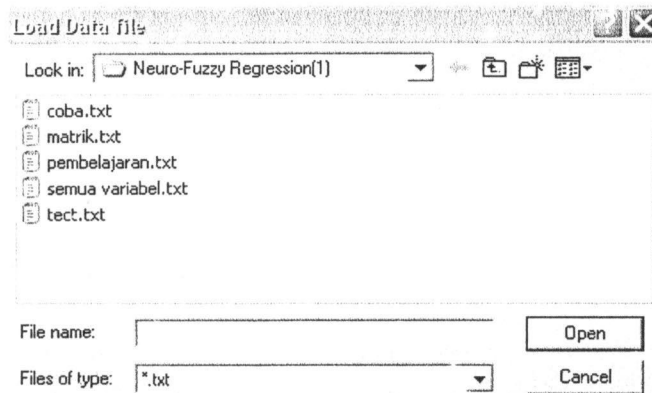 Load Data file
Look in: Neuro-Fuzzy Regression(1)
coba.txt
matrik.txt
pembelajaran.txt
semua variabel.txt
tect.txt
File name: Open
Files of type: *.txt Cancel